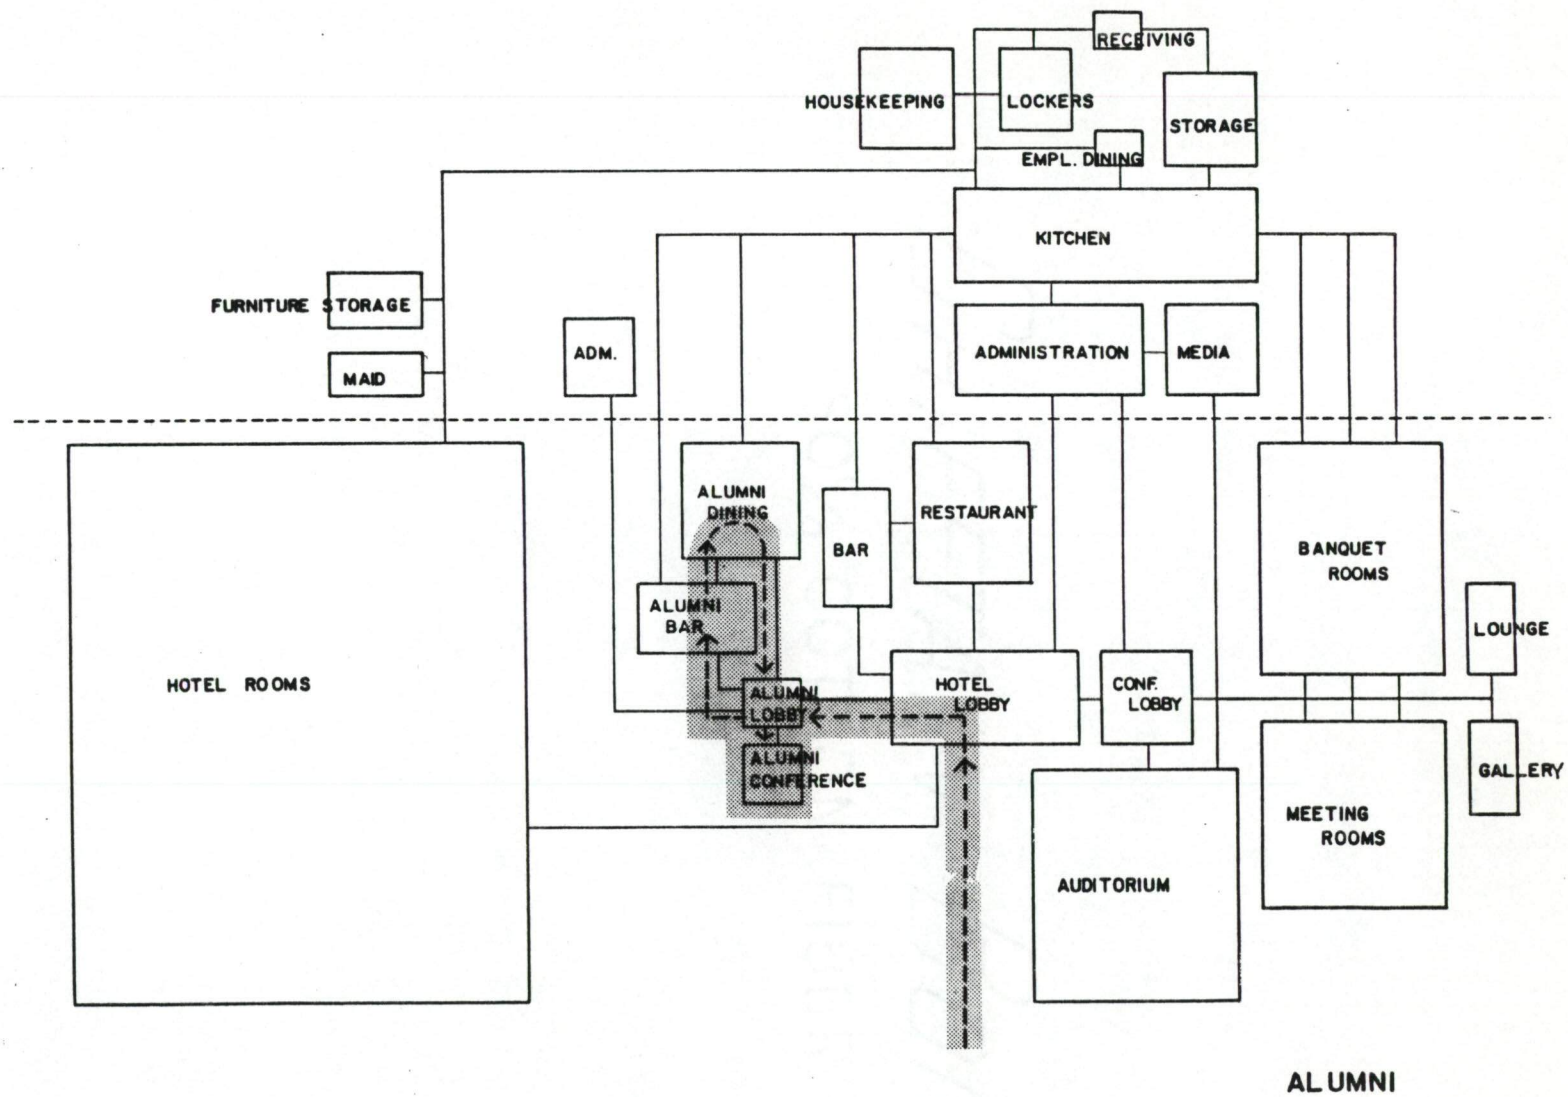 RECEIVING
HOUSEKEEPING
LOCKERS
STORAGE
EMPL. DINING
KITCHEN
FURNITURE STORAGE
ADM.
ADMINISTRATION
MEDIA
MAID
ALUMNI
DINING
RESTAURANT
BAR
BANQUET
ROOMS
ALUMNI
BAR
LOUNGE
HOTEL ROOMS
HOTEL
LOBBY
CONF.
LOBBY
ALUMNI
LOBBY
ALUMNI
CONFERENCE
GALLERY
MEETING
ROOMS
AUDITORIUM
ALUMNI